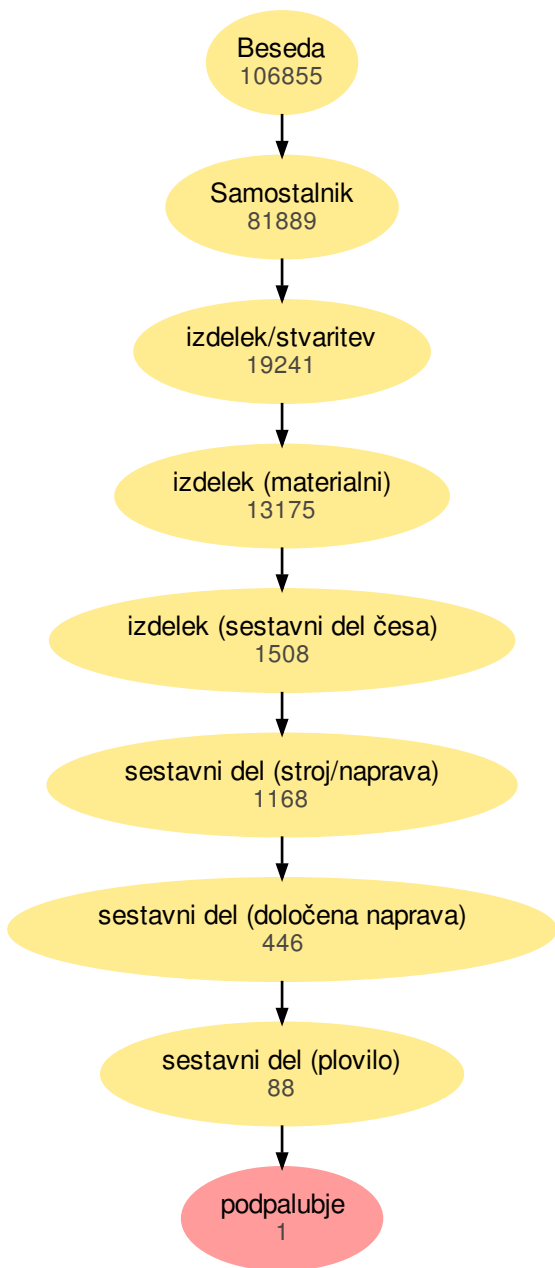 Beseda
106855
Samostalnik
81889
izdelek/stvaritev
19241
izdelek (materialni)
13175
izdelek (sestavni del česa)
1508
sestavni del (stroj/naprava)
1168
sestavni del (določena naprava)
446
sestavni del (plovilo)
88
podpalubje
1